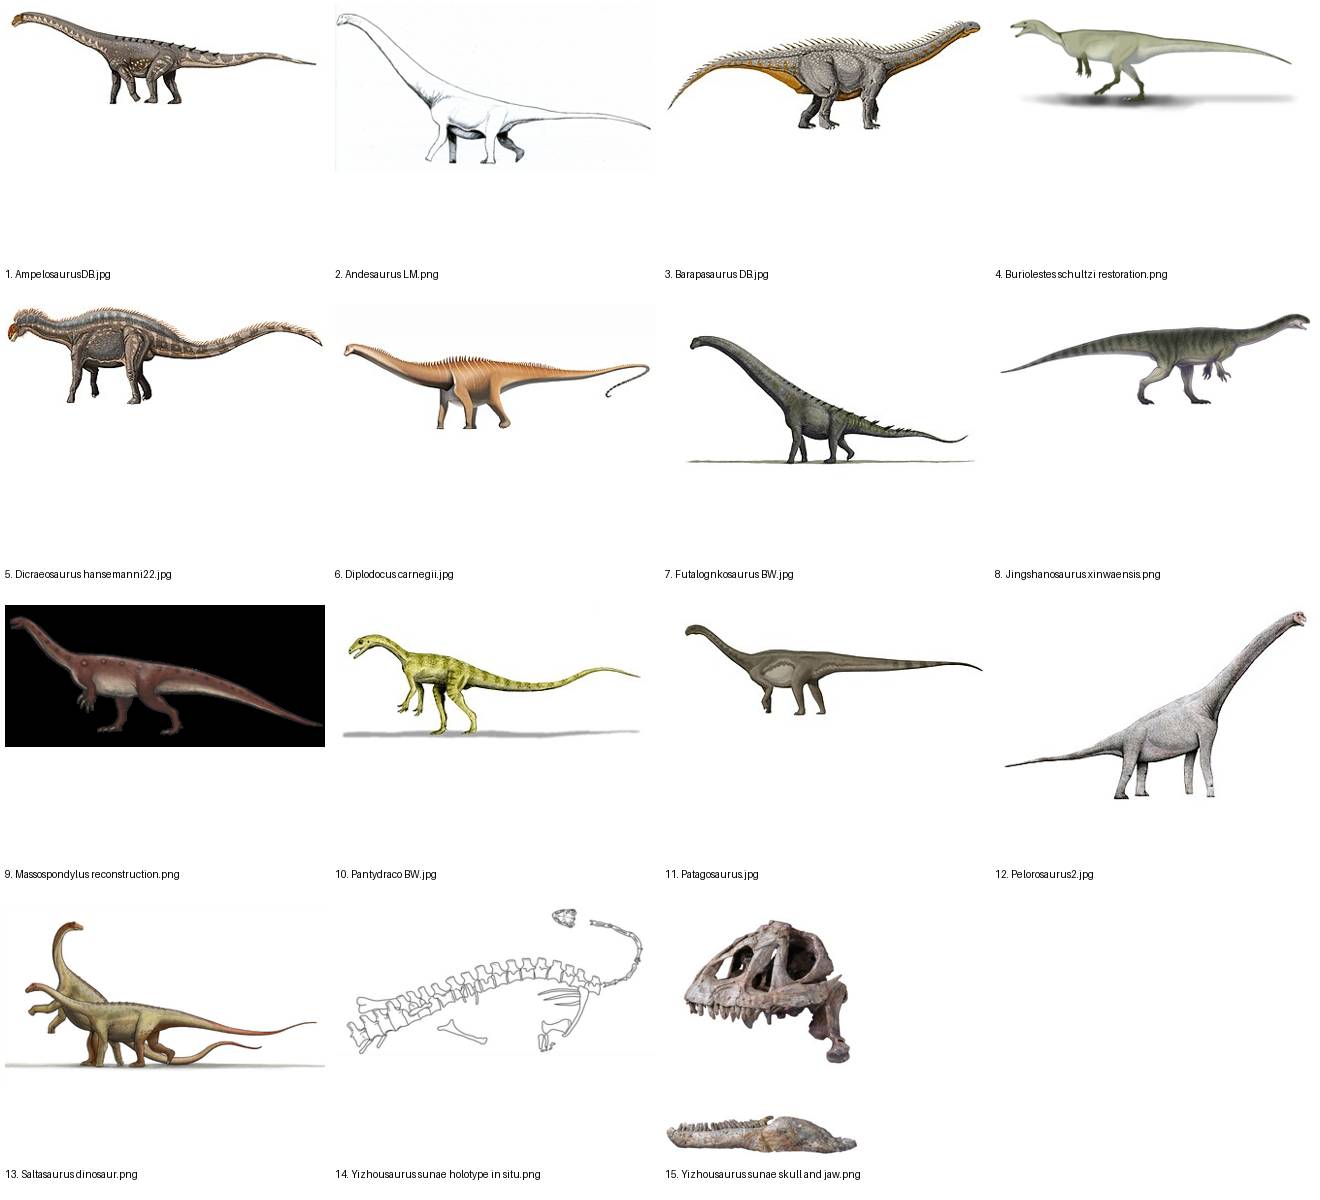 1. AmpelosaurusDB.jpg
2. Andesaurus LM.png
3. Barapasaurus DB.jpg
4. Buriolestes schultzi restoration.png
5. Dicraeosaurus hansemanni22.jpg
6. Diplodocus carnegii.jpg
7. Futalognkosaurus BW.jpg
8. Jingshanosaurus xinwaensis.png
9. Massospondylus reconstruction.png
10. Pantydraco BW.jpg
11. Patagosaurus.jpg
12. Pelorosaurus2.jpg
13. Saltasaurus dinosaur.png
14. Yizhousaurus sunae holotype in situ.png
15. Yizhousaurus sunae skull and jaw.png